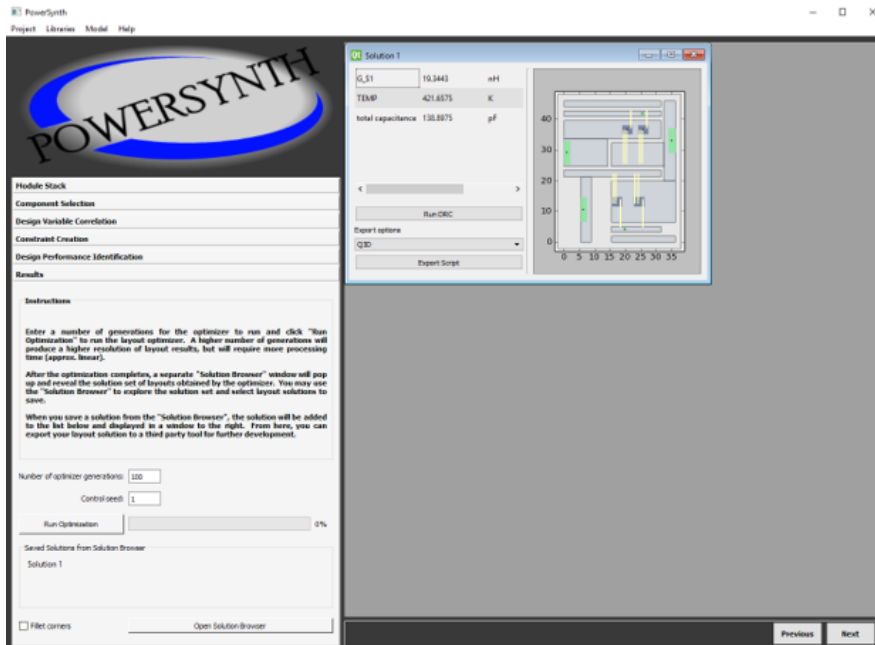 PowerSynth
Project Libraries Model Help
POWERSYNTH
Module Stack
Component Selection
Design Variable Correlation
Constraint Creation
Design Performance Identification
Results
Instructions
Enter a number of generations for the optimizer to run and click "Run
Optimization" to run the layout optimizer. A higher number of generations will
produce a higher resolution of layout results, but will require more processing
time (approx. linear).
After the optimization completes, a separate "Solution Browser" window will pop
up and reveal the solution set of layouts obtained by the optimizer. You may use
the "Solution Browser" to explore the solution set and select layout solutions to
save.
When you save a solution from the "Solution Browser", the solution will be added
to the list below and displayed in a window to the right. From here, you can
export your layout solution to a third party tool for further development.
Number of optimizer generations: 100
Control seed: 1
Run Optimization 0%
Saved Solutions from Solution Browser
Solution 1
Fillet corners Open Solution Browser
Solution 1
G_S1 19.3443 nH
TEMP 421.6575 K
total capacitance 138.8975 pF
Run DRC
Export options
Q3D
Export Script
40
30
20
10
0
0 5 10 15 20 25 30 35
Previous Next